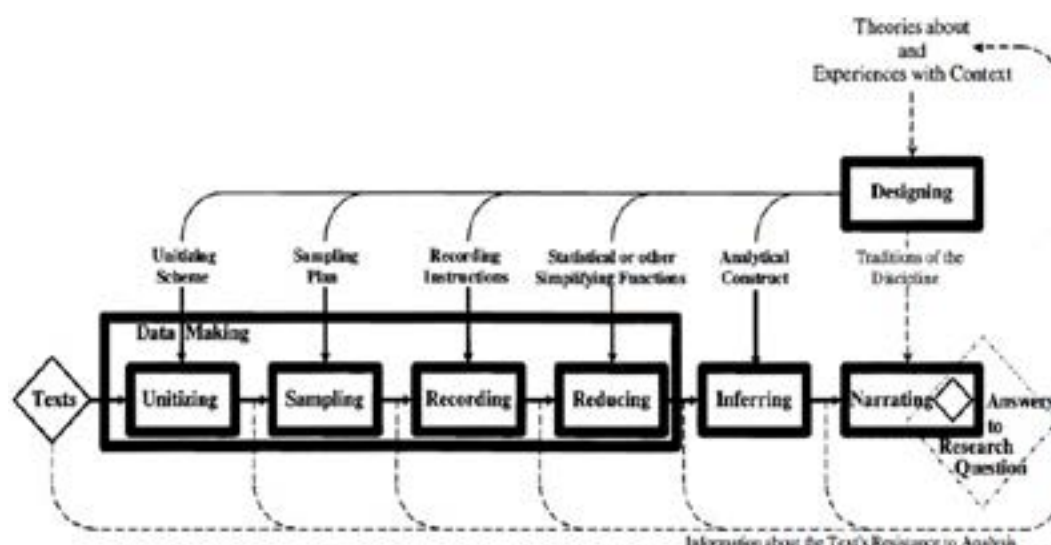 Theories about
and
Experiences with Context
Designing
Unitizing
Scheme
Sampling
Plan
Recording
Instructions
Statistical or other
Simplifying Functions
Analytical
Construct
Traditions of the
Discipline
Data Making
Texts
Unitizing
Sampling
Recording
Reducing
Inferring
Narrating
Answers
to
Research
Question
Information about the Text's Resistance to Analysis